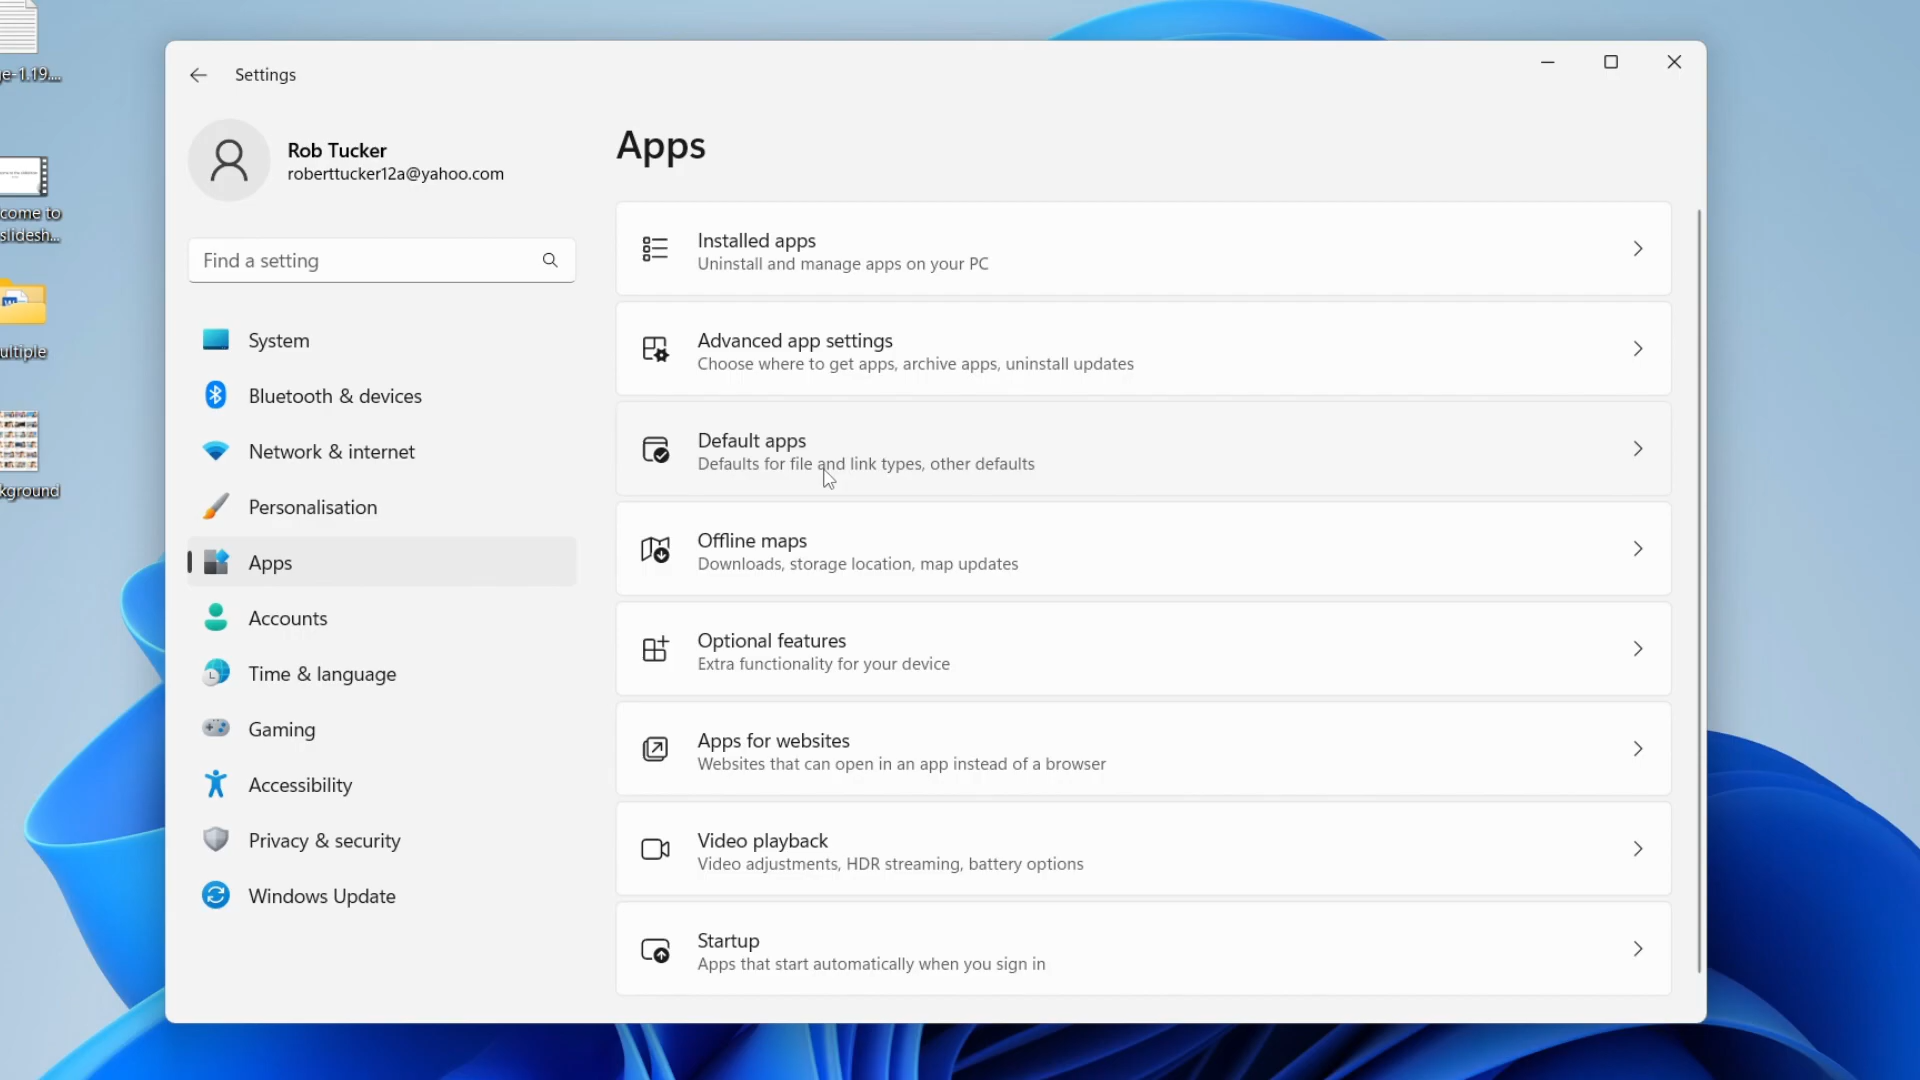 e-1.19....
come to
slidesh...
ultiple
kground
Settings
Rob Tucker
roberttucker12a@yahoo.com
Find a setting
System
Bluetooth & devices
Network & internet
Personalisation
Apps
Accounts
Time & language
Gaming
Accessibility
Privacy & security
Windows Update
Apps
Installed apps
Uninstall and manage apps on your PC
Advanced app settings
Choose where to get apps, archive apps, uninstall updates
Default apps
Defaults for file and link types, other defaults
Offline maps
Downloads, storage location, map updates
Optional features
Extra functionality for your device
Apps for websites
Websites that can open in an app instead of a browser
Video playback
Video adjustments, HDR streaming, battery options
Startup
Apps that start automatically when you sign in